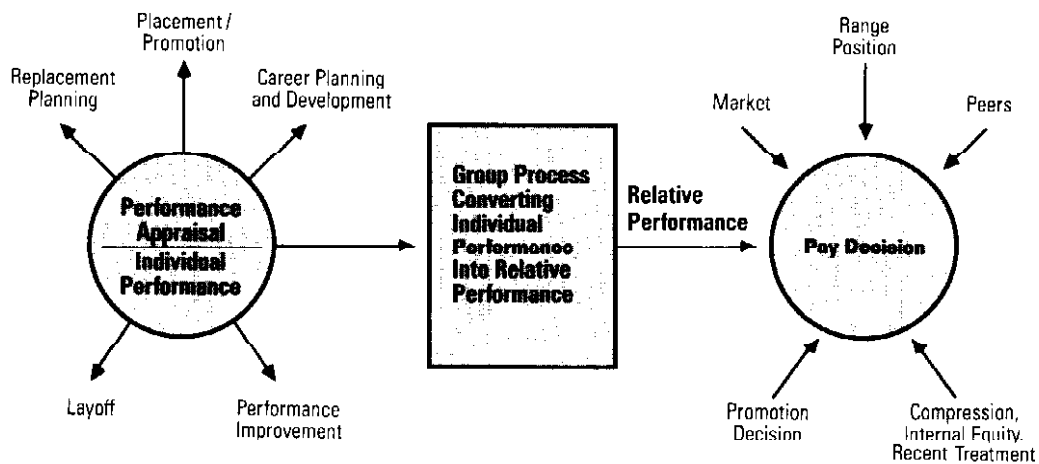 Placement/
Promotion
Replacement
Planning
Career Planning
and Development
Performance
Appraisal
Individual
Performance
Layoff
Performance
Improvement
Group Process
Converting
Individual
Performance
Into Relative
Performance
Relative
Performance
Range
Position
Market
Peers
Pay Decision
Promotion
Decision
Compression,
Internal Equity,
Recent Treatment